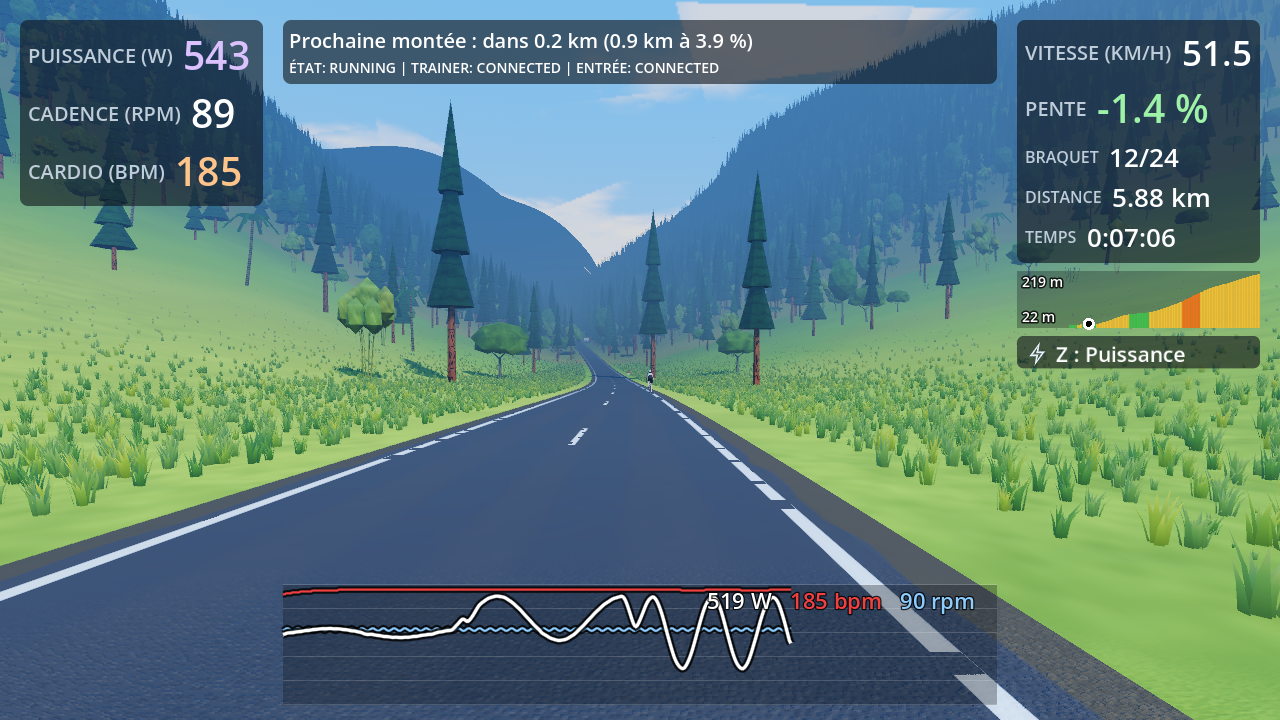 PUISSANCE (W) 543
CADENCE (RPM) 89
CARDIO (BPM) 185
Prochaine montée : dans 0.2 km (0.9 km à 3.9 %)
ÉTAT: RUNNING | TRAINER: CONNECTED | ENTRÉE: CONNECTED
VITESSE (KM/H) 51.5
PENTE -1.4 %
BRAQUET 12/24
DISTANCE 5.88 km
TEMPS 0:07:06
219 m
22 m
Z : Puissance
519 W 185 bpm 90 rpm